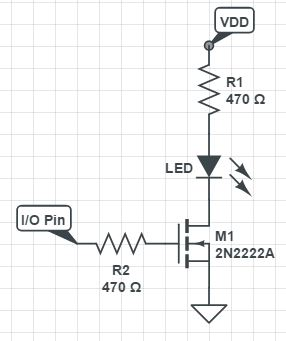 VDD
R1
470 Ω
LED
I/O Pin
M1
2N2222A
R2
470 Ω